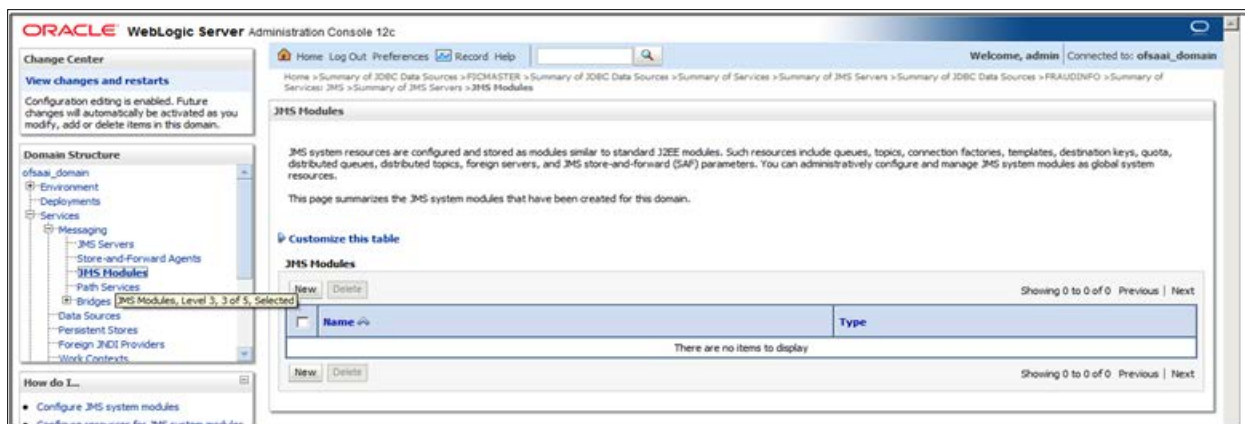 ORACLE WebLogic Server Administration Console 12c
Change Center
View changes and restarts
Configuration editing is enabled. Future
changes will automatically be activated as you
modify, add or delete items in this domain.
Domain Structure
ofsaai_domain
Environment
Deployments
Services
Messaging
JMS Servers
Store-and-Forward Agents
JMS Modules
Path Services
Bridges
JMS Modules, Level 3, 3 of 5, Selected
Data Sources
Persistent Stores
Foreign JNDI Providers
Work Contexts
How do I...
Configure JMS system modules
Configure resources for JMS system modules
Home Log Out Preferences Record Help
Welcome, admin Connected to: ofsaai_domain
Home >Summary of JDBC Data Sources >FICMASTER >Summary of JDBC Data Sources >Summary of Services >Summary of JMS Servers >Summary of JDBC Data Sources >FRAUDINFO >Summary of
Services: JMS >Summary of JMS Servers >JMS Modules
JMS Modules
JMS system resources are configured and stored as modules similar to standard J2EE modules. Such resources include queues, topics, connection factories, templates, destination keys, quota,
distributed queues, distributed topics, foreign servers, and JMS store-and-forward (SAF) parameters. You can administratively configure and manage JMS system modules as global system
resources.
This page summarizes the JMS system modules that have been created for this domain.
Customize this table
JMS Modules
New Delete Showing 0 to 0 of 0 Previous | Next
Name Type
There are no items to display
New Delete Showing 0 to 0 of 0 Previous | Next